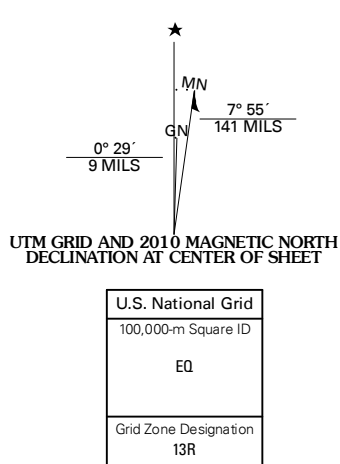 ★
MN
7° 55´
141 MILS
GN
0° 29´
9 MILS
UTM GRID AND 2010 MAGNETIC NORTH
DECLINATION AT CENTER OF SHEET
U.S. National Grid
100,000-m Square ID
EQ
Grid Zone Designation
13R